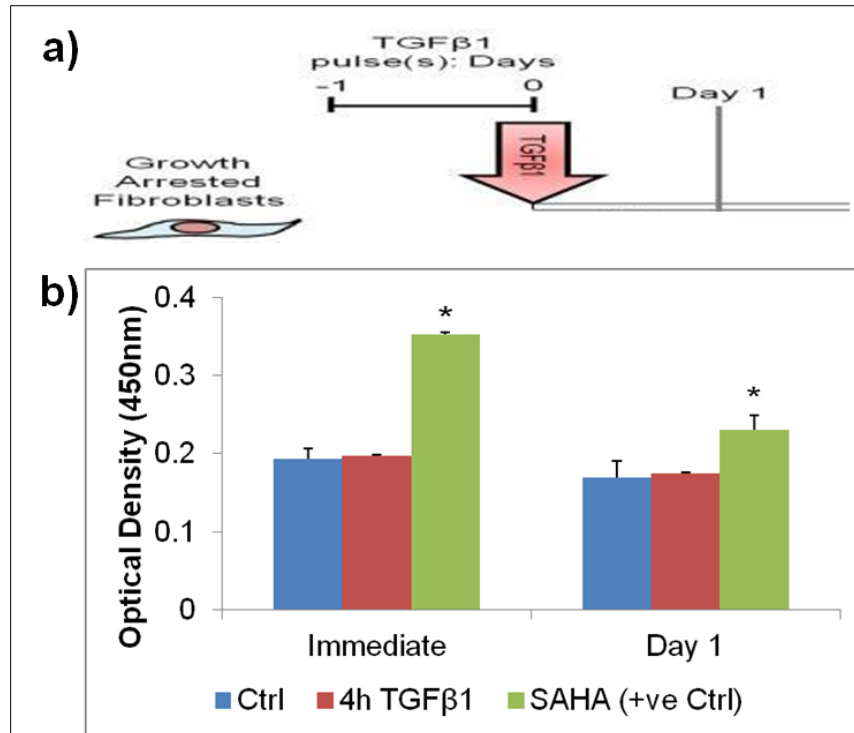 a)
TGFβ1
pulse(s): Days
-1 0
Day 1
TGFβ1
Growth
Arrested
Fibroblasts
b)
Optical Density (450nm)
0.4
0.3
0.2
0.1
0
*
*
Immediate Day 1
Ctrl 4h TGFβ1 SAHA (+ve Ctrl)